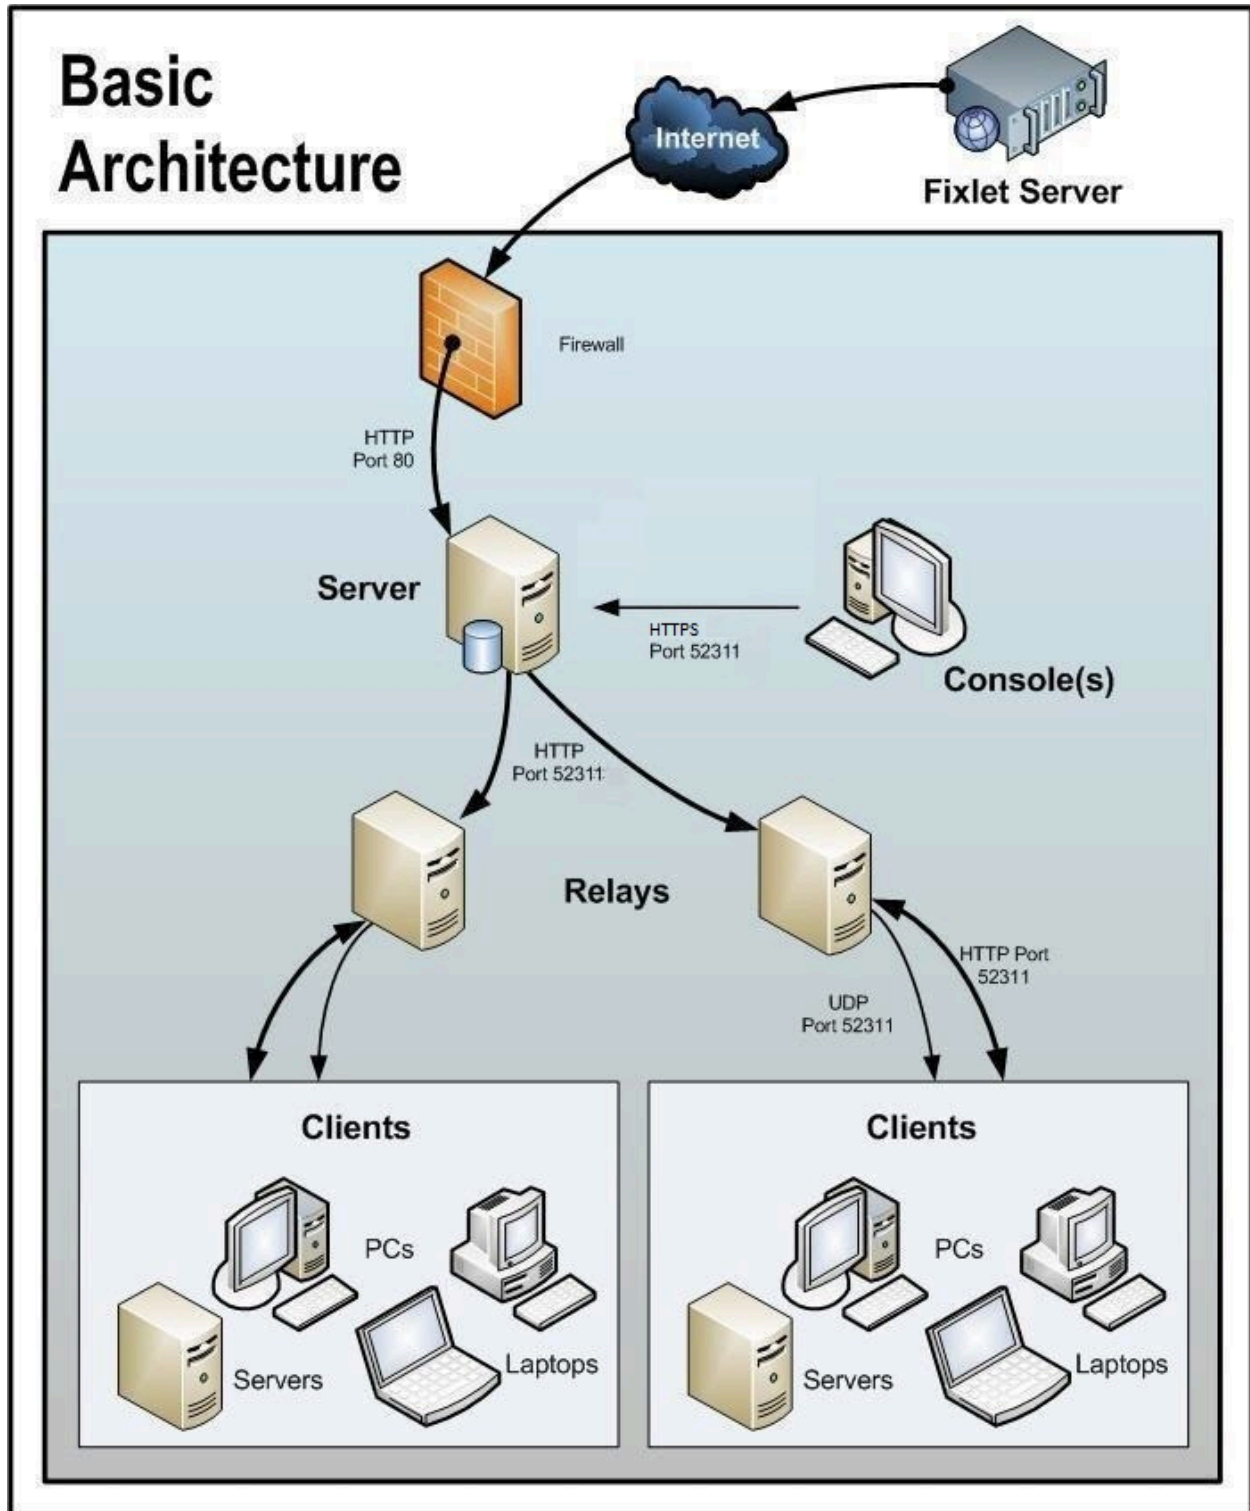 Basic
Architecture
Internet
Fixlet Server
Firewall
HTTP
Port 80
Server
HTTPS
Port 52311
Console(s)
HTTP
Port 52311
Relays
HTTP Port
52311
UDP
Port 52311
Clients
PCs
Servers
Laptops
Clients
PCs
Servers
Laptops